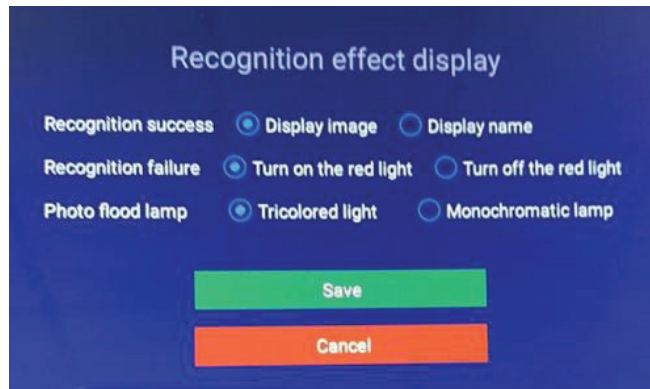 Recognition effect display
Recognition success Display image Display name
Recognition failure Turn on the red light Turn off the red light
Photo flood lamp Tricolored light Monochromatic lamp
Save
Cancel